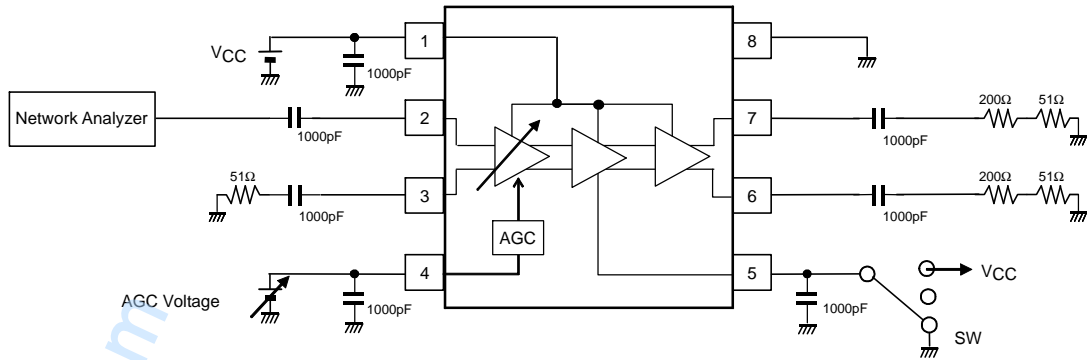 1
8
VCC
1000pF
Network Analyzer
2
7
200Ω
51Ω
1000pF
1000pF
51Ω
3
6
200Ω
51Ω
1000pF
1000pF
AGC
4
5
VCC
AGC Voltage
1000pF
1000pF
SW
m